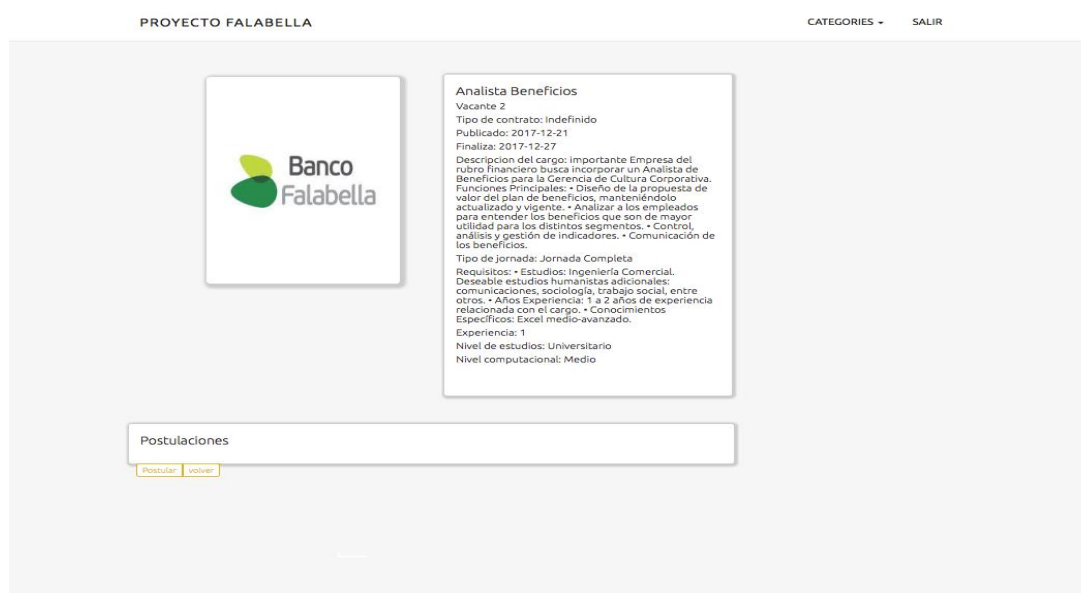 PROYECTO FALABELLA
CATEGORIES
SALIR
Banco
Falabella
Analista Beneficios
Vacante 2
Tipo de contrato: Indefinido
Publicado: 2017-12-21
Finaliza: 2017-12-27
Descripcion del cargo: importante Empresa del
rubro financiero busca incorporar un Analista de
Beneficios para la Gerencia de Cultura Corporativa.
Funciones Principales: • Diseño de la propuesta de
valor del plan de beneficios, manteniéndolo
actualizado y vigente. • Analizar a los empleados
para entender los beneficios que son de mayor
utilidad para los distintos segmentos. • Control,
análisis y gestión de indicadores. • Comunicación de
los beneficios.
Tipo de jornada: Jornada Completa
Requisitos: • Estudios: Ingeniería Comercial.
Deseable estudios humanistas adicionales:
comunicaciones, sociología, trabajo social, entre
otros. • Años Experiencia: 1 a 2 años de experiencia
relacionada con el cargo. • Conocimientos
Específicos: Excel medio-avanzado.
Experiencia: 1
Nivel de estudios: Universitario
Nivel computacional: Medio
Postulaciones
Postular
volver